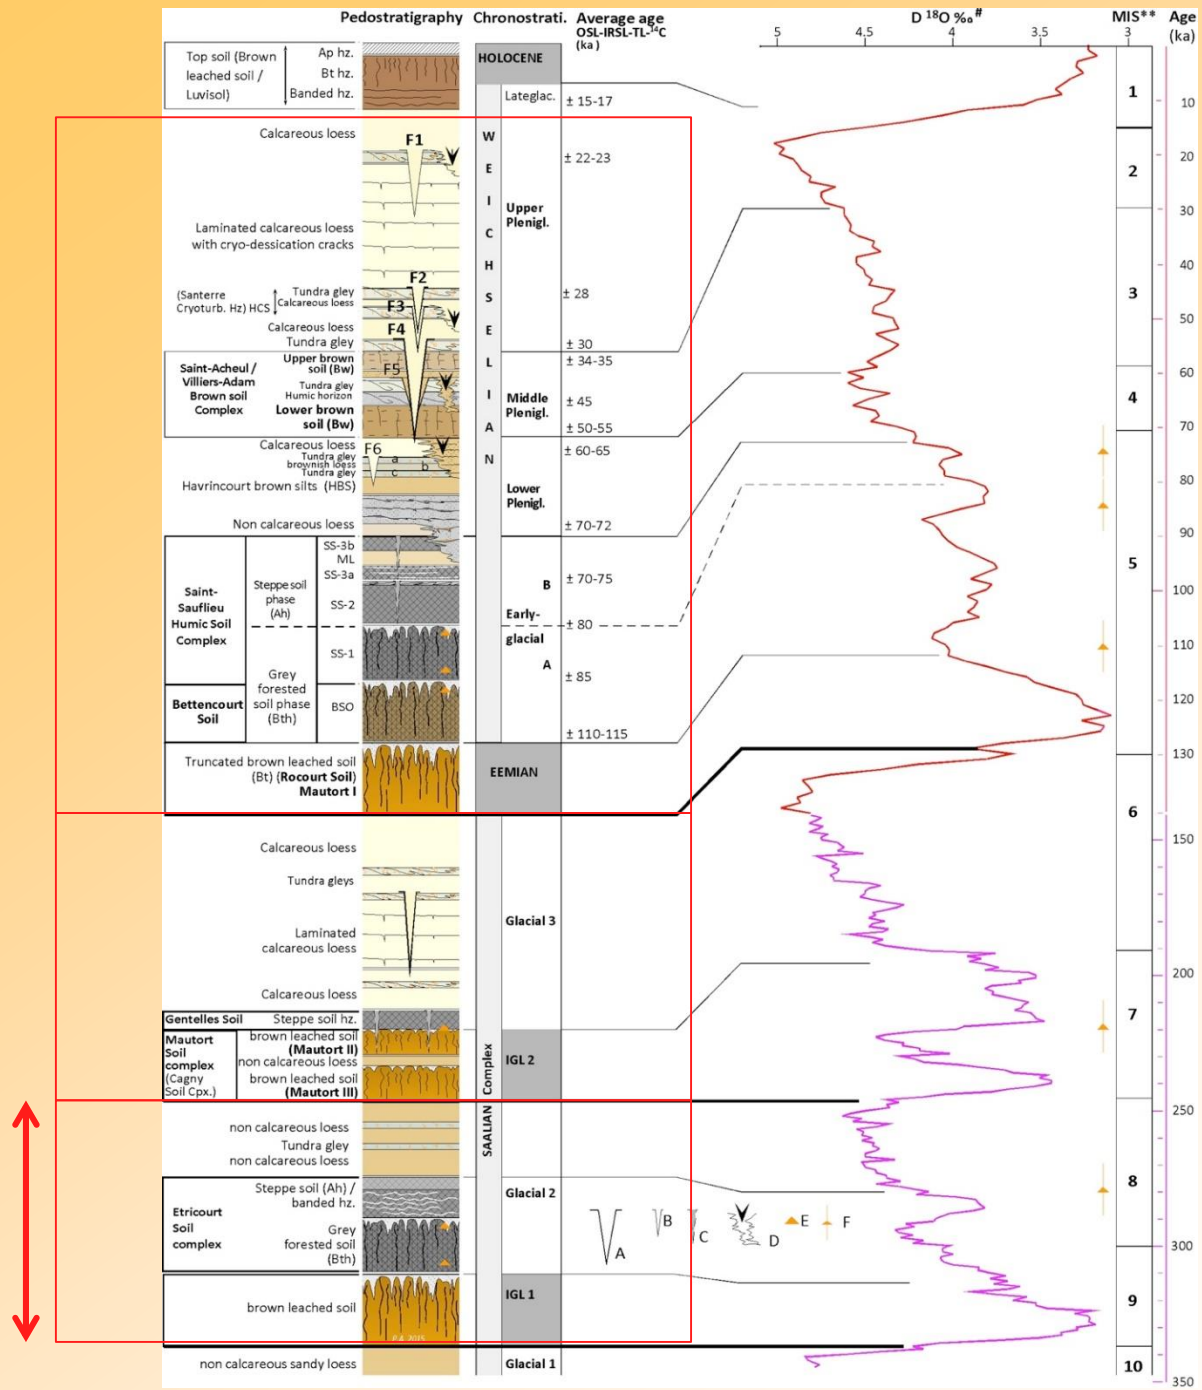 Pedostratigraphy Chronostrati. Average age D ¹⁸O ‰# MIS** Age
OSL-IRSL-TL-¹⁴C
(ka)
(ka)
5 4.5 4 3.5 3
Top soil (Brown
leached soil /
Luvisol)
Ap hz.
Bt hz.
Banded hz.
HOLOCENE
Lateglac.
± 15-17
Calcareous loess
F1
± 22-23
WEICHSELIAN
Upper
Plenigl.
Laminated calcareous loess
with cryo-dessication cracks
F2
(Santerre
Cryoturb. Hz) HCS
Tundra gley
Calcareous loess
F3
± 28
Calcareous loess
F4
Tundra gley
± 30
Saint-Acheul /
Villiers-Adam
Brown soil
Complex
Upper brown
soil (Bw)
F5
± 34-35
Tundra gley
Humic horizon
Lower brown
soil (Bw)
Middle
Plenigl.
± 45
± 50-55
Calcareous loess
F6
Tundra gley
a
brownish loess
b
Tundra gley
c
Havrincourt brown silts (HBS)
± 60-65
Lower
Plenigl.
Non calcareous loess
± 70-72
Saint-
Sauflieu
Humic Soil
Complex
Steppe soil
phase
(Ah)
SS-3b
ML
SS-3a
SS-2
B
± 70-75
Early-
glacial
± 80
A
SS-1
Grey
forested
soil phase
(Bth)
± 85
Bettencourt
Soil
BSO
± 110-115
Truncated brown leached soil
(Bt) (Rocourt Soil)
Mautort I
EEMIAN
Calcareous loess
Tundra gleys
Laminated
calcareous loess
Calcareous loess
Glacial 3
SAALIAN Complex
Gentelles Soil
Steppe soil hz.
Mautort
Soil
complex
(Cagny
Soil Cpx.)
brown leached soil
(Mautort II)
non calcareous loess
brown leached soil
(Mautort III)
IGL 2
non calcareous loess
Tundra gley
non calcareous loess
Glacial 2
Etricourt
Soil
complex
Steppe soil (Ah) /
banded hz.
Grey
forested soil
(Bth)
A
B
C
D
E
F
brown leached soil
IGL 1
P.A. 2015
non calcareous sandy loess
Glacial 1
1
2
3
4
5
6
7
8
9
10
10
20
30
40
50
60
70
80
90
100
110
120
130
150
200
250
300
350